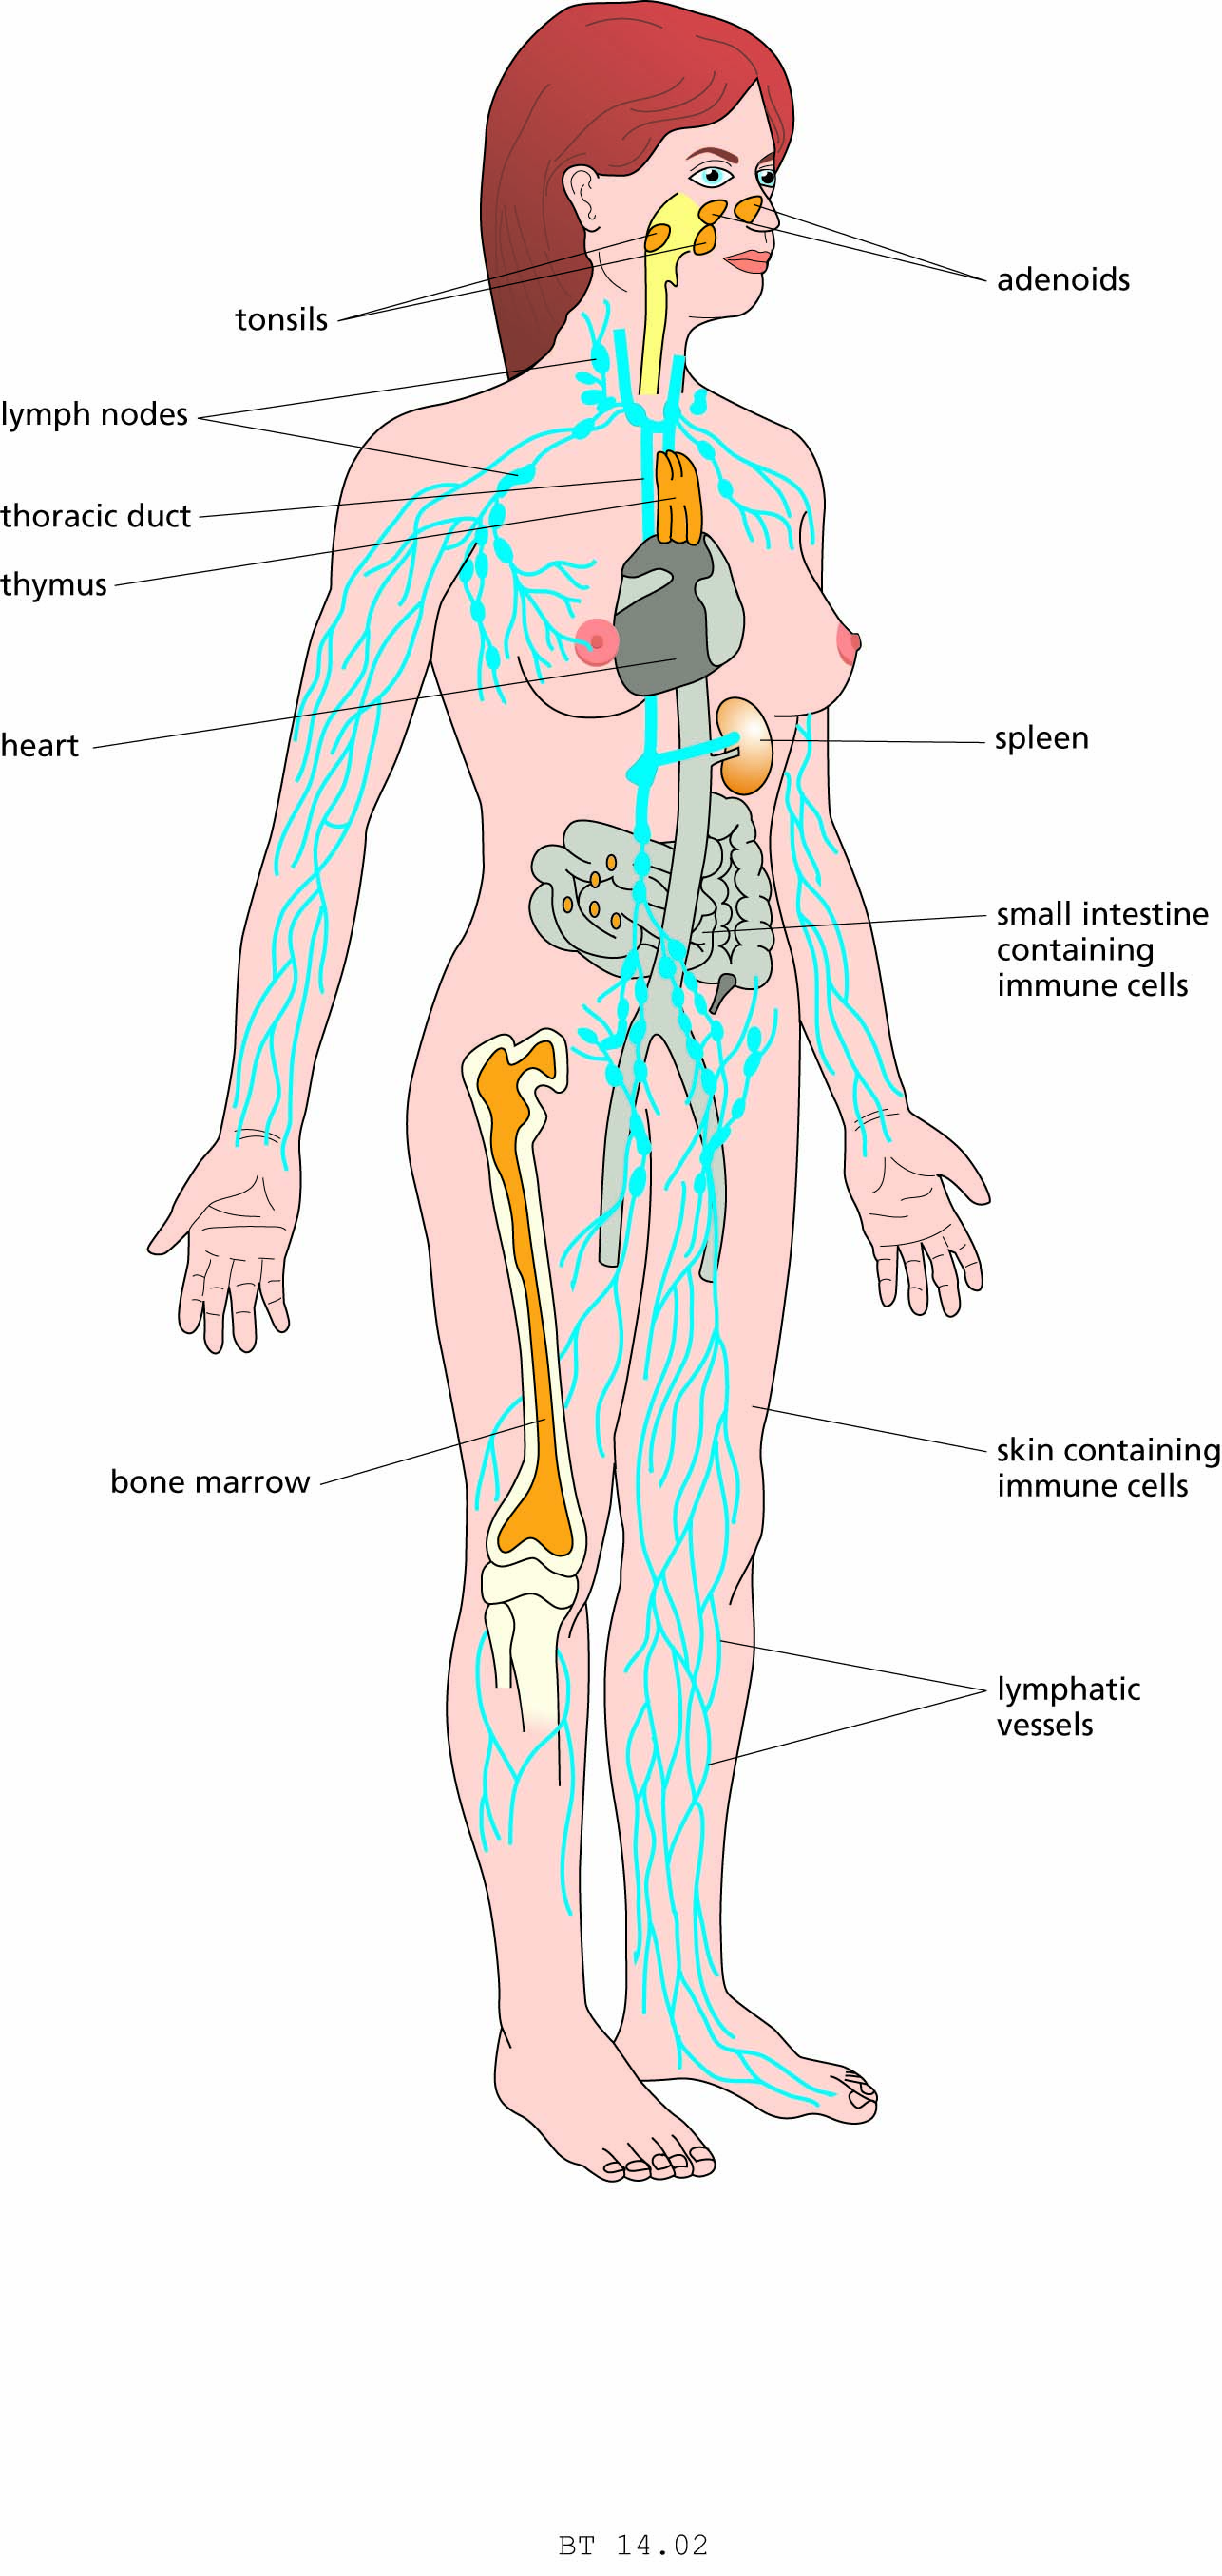 adenoids
tonsils
lymph nodes
thoracic duct
thymus
heart
spleen
small intestine
containing
immune cells
bone marrow
skin containing
immune cells
lymphatic
vessels
BT 14.02